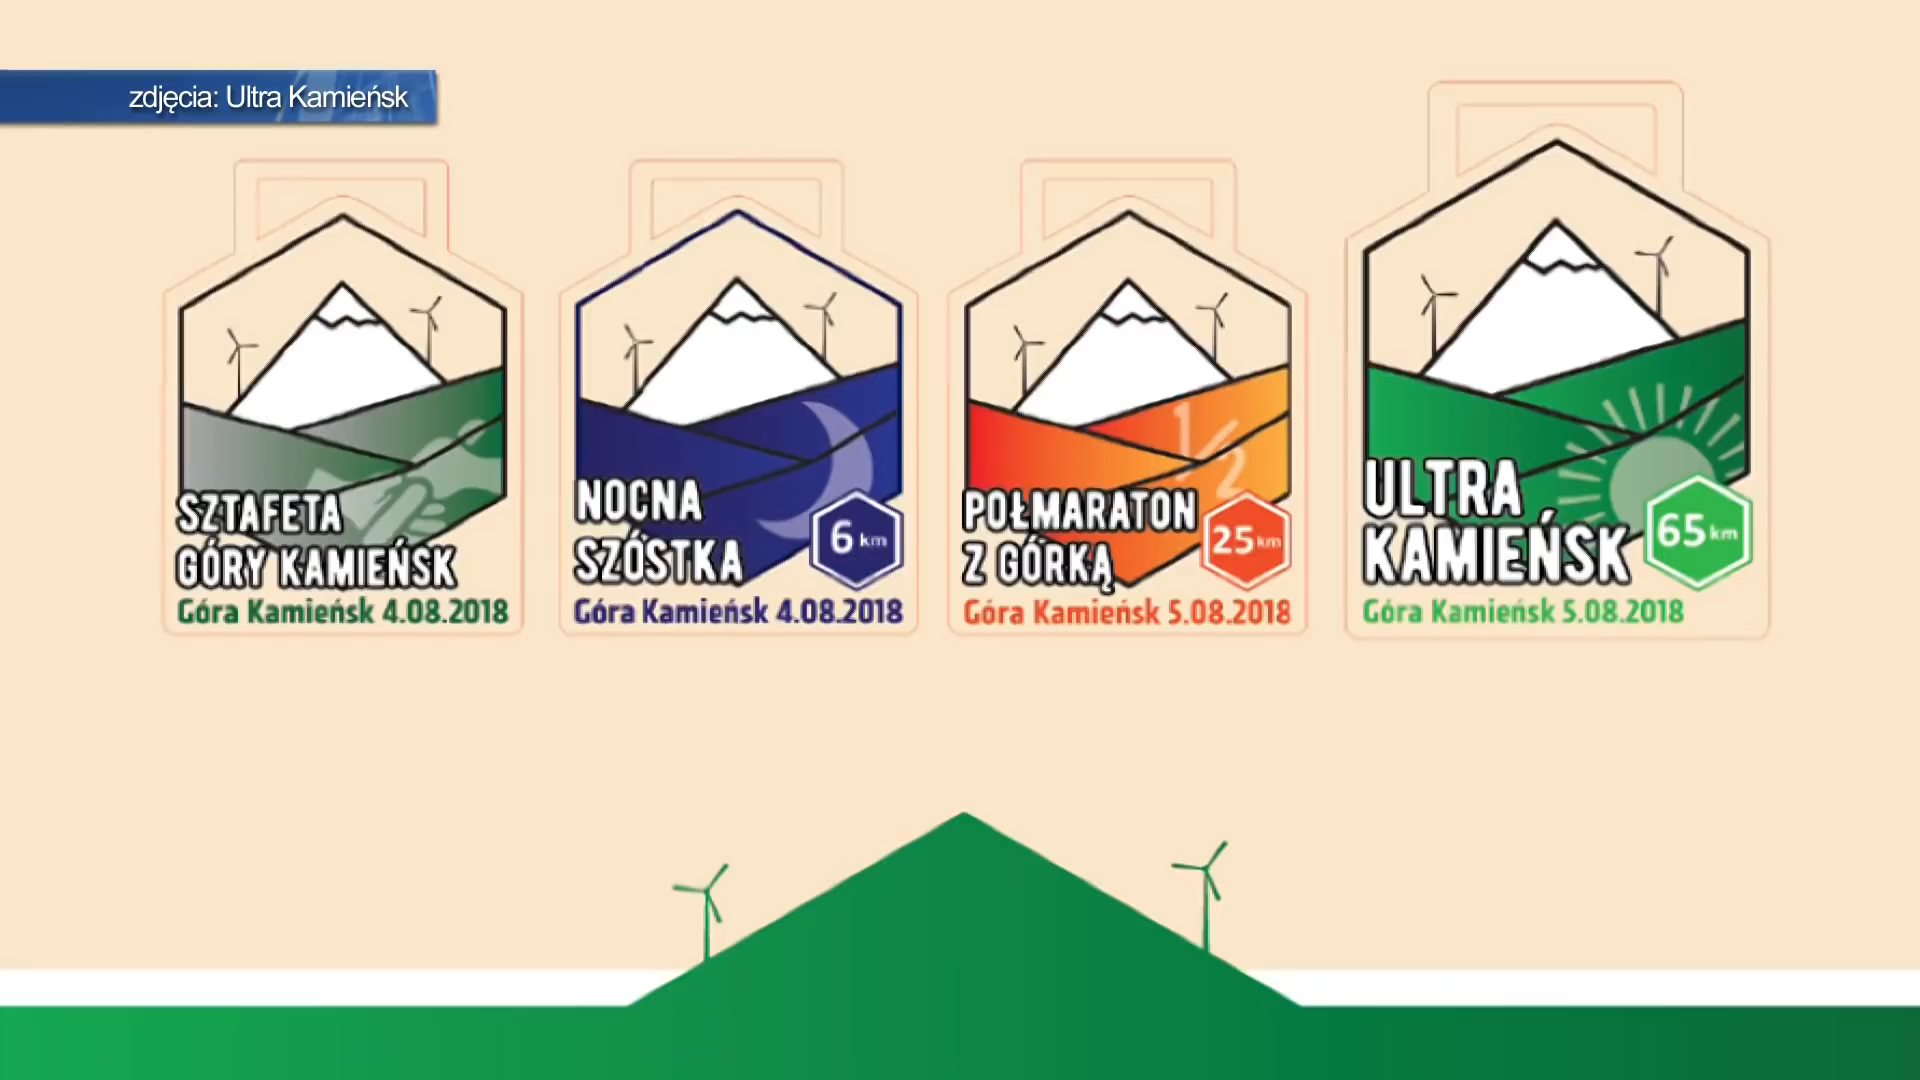 zdjęcia: Ultra Kamieńsk
SZTAFETA
GÓRY KAMIEŃSK
Góra Kamieńsk 4.08.2018
NOCNA
SZÓSTKA
6 km
Góra Kamieńsk 4.08.2018
1/2
PÓŁMARATON
Z GÓRKĄ
25 km
Góra Kamieńsk 5.08.2018
ULTRA
KAMIEŃSK
65 km
Góra Kamieńsk 5.08.2018